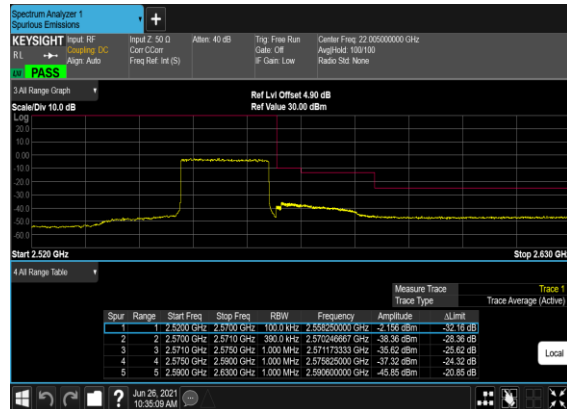 Spectrum Analyzer 1
Spurious Emissions
KEYSIGHT
R L
Input: RF
Coupling: DC
Align: Auto
Input Z: 50 Ω
Corr CCorr
Freq Ref: Int (S)
Atten: 40 dB
Trig: Free Run
Gate: Off
IF Gain: Low
Center Freq: 22.005000000 GHz
Avg|Hold: 100/100
Radio Std: None
PASS
3 All Range Graph
Ref Lvl Offset 4.90 dB
Scale/Div 10.0 dB
Ref Value 30.00 dBm
Log
20.0
10.0
0.00
-10.0
-20.0
-30.0
-40.0
-50.0
-60.0
Start 2.520 GHz
Stop 2.630 GHz
4 All Range Table
Measure Trace Trace 1
Trace Type Trace Average (Active)
Spur Range Start Freq Stop Freq RBW Frequency Amplitude ΔLimit
1 1 2.5200 GHz 2.5700 GHz 100.0 kHz 2.558250000 GHz -2.156 dBm -32.16 dB
2 2 2.5700 GHz 2.5710 GHz 390.0 kHz 2.570246667 GHz -38.36 dBm -28.36 dB
3 3 2.5710 GHz 2.5750 GHz 1.000 MHz 2.571173333 GHz -35.62 dBm -25.62 dB
4 4 2.5750 GHz 2.5900 GHz 1.000 MHz 2.575825000 GHz -37.32 dBm -24.32 dB
5 5 2.5900 GHz 2.6300 GHz 1.000 MHz 2.590600000 GHz -45.85 dBm -20.85 dB
Local
Jun 26, 2021
10:35:09 AM